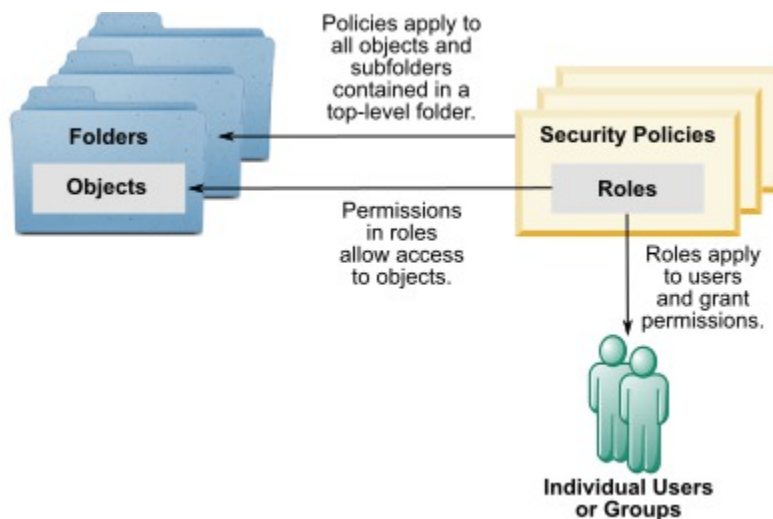 Policies apply to
all objects and
subfolders
contained in a
top-level folder.
Folders
Security Policies
Objects
Roles
Permissions
in roles
allow access
to objects.
Roles apply
to users
and grant
permissions.
Individual Users
or Groups